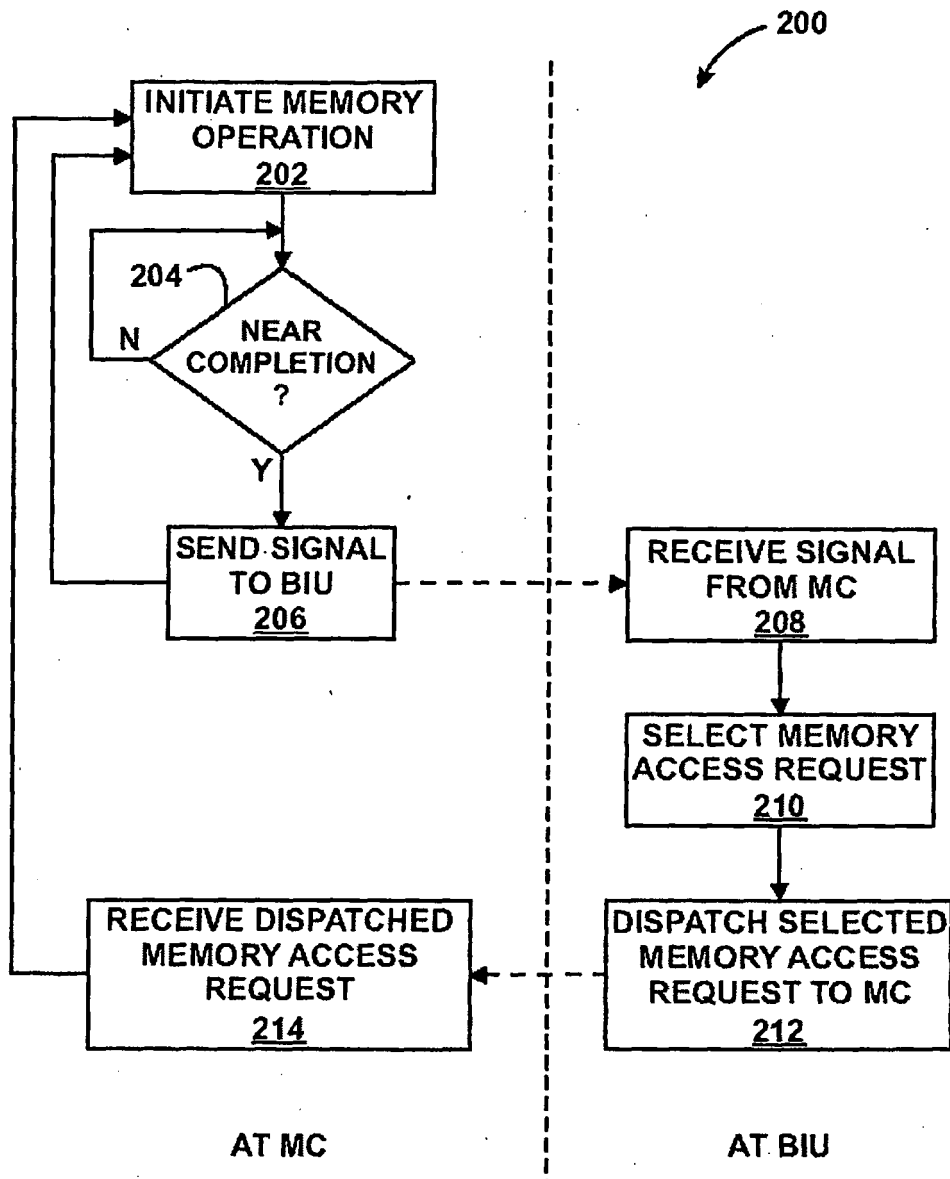 200
INITIATE MEMORY
OPERATION
202
204
N
NEAR
COMPLETION
?
Y
SEND SIGNAL
TO BIU
206
RECEIVE SIGNAL
FROM MC
208
SELECT MEMORY
ACCESS REQUEST
210
RECEIVE DISPATCHED
MEMORY ACCESS
REQUEST
214
DISPATCH SELECTED
MEMORY ACCESS
REQUEST TO MC
212
AT MC
AT BIU